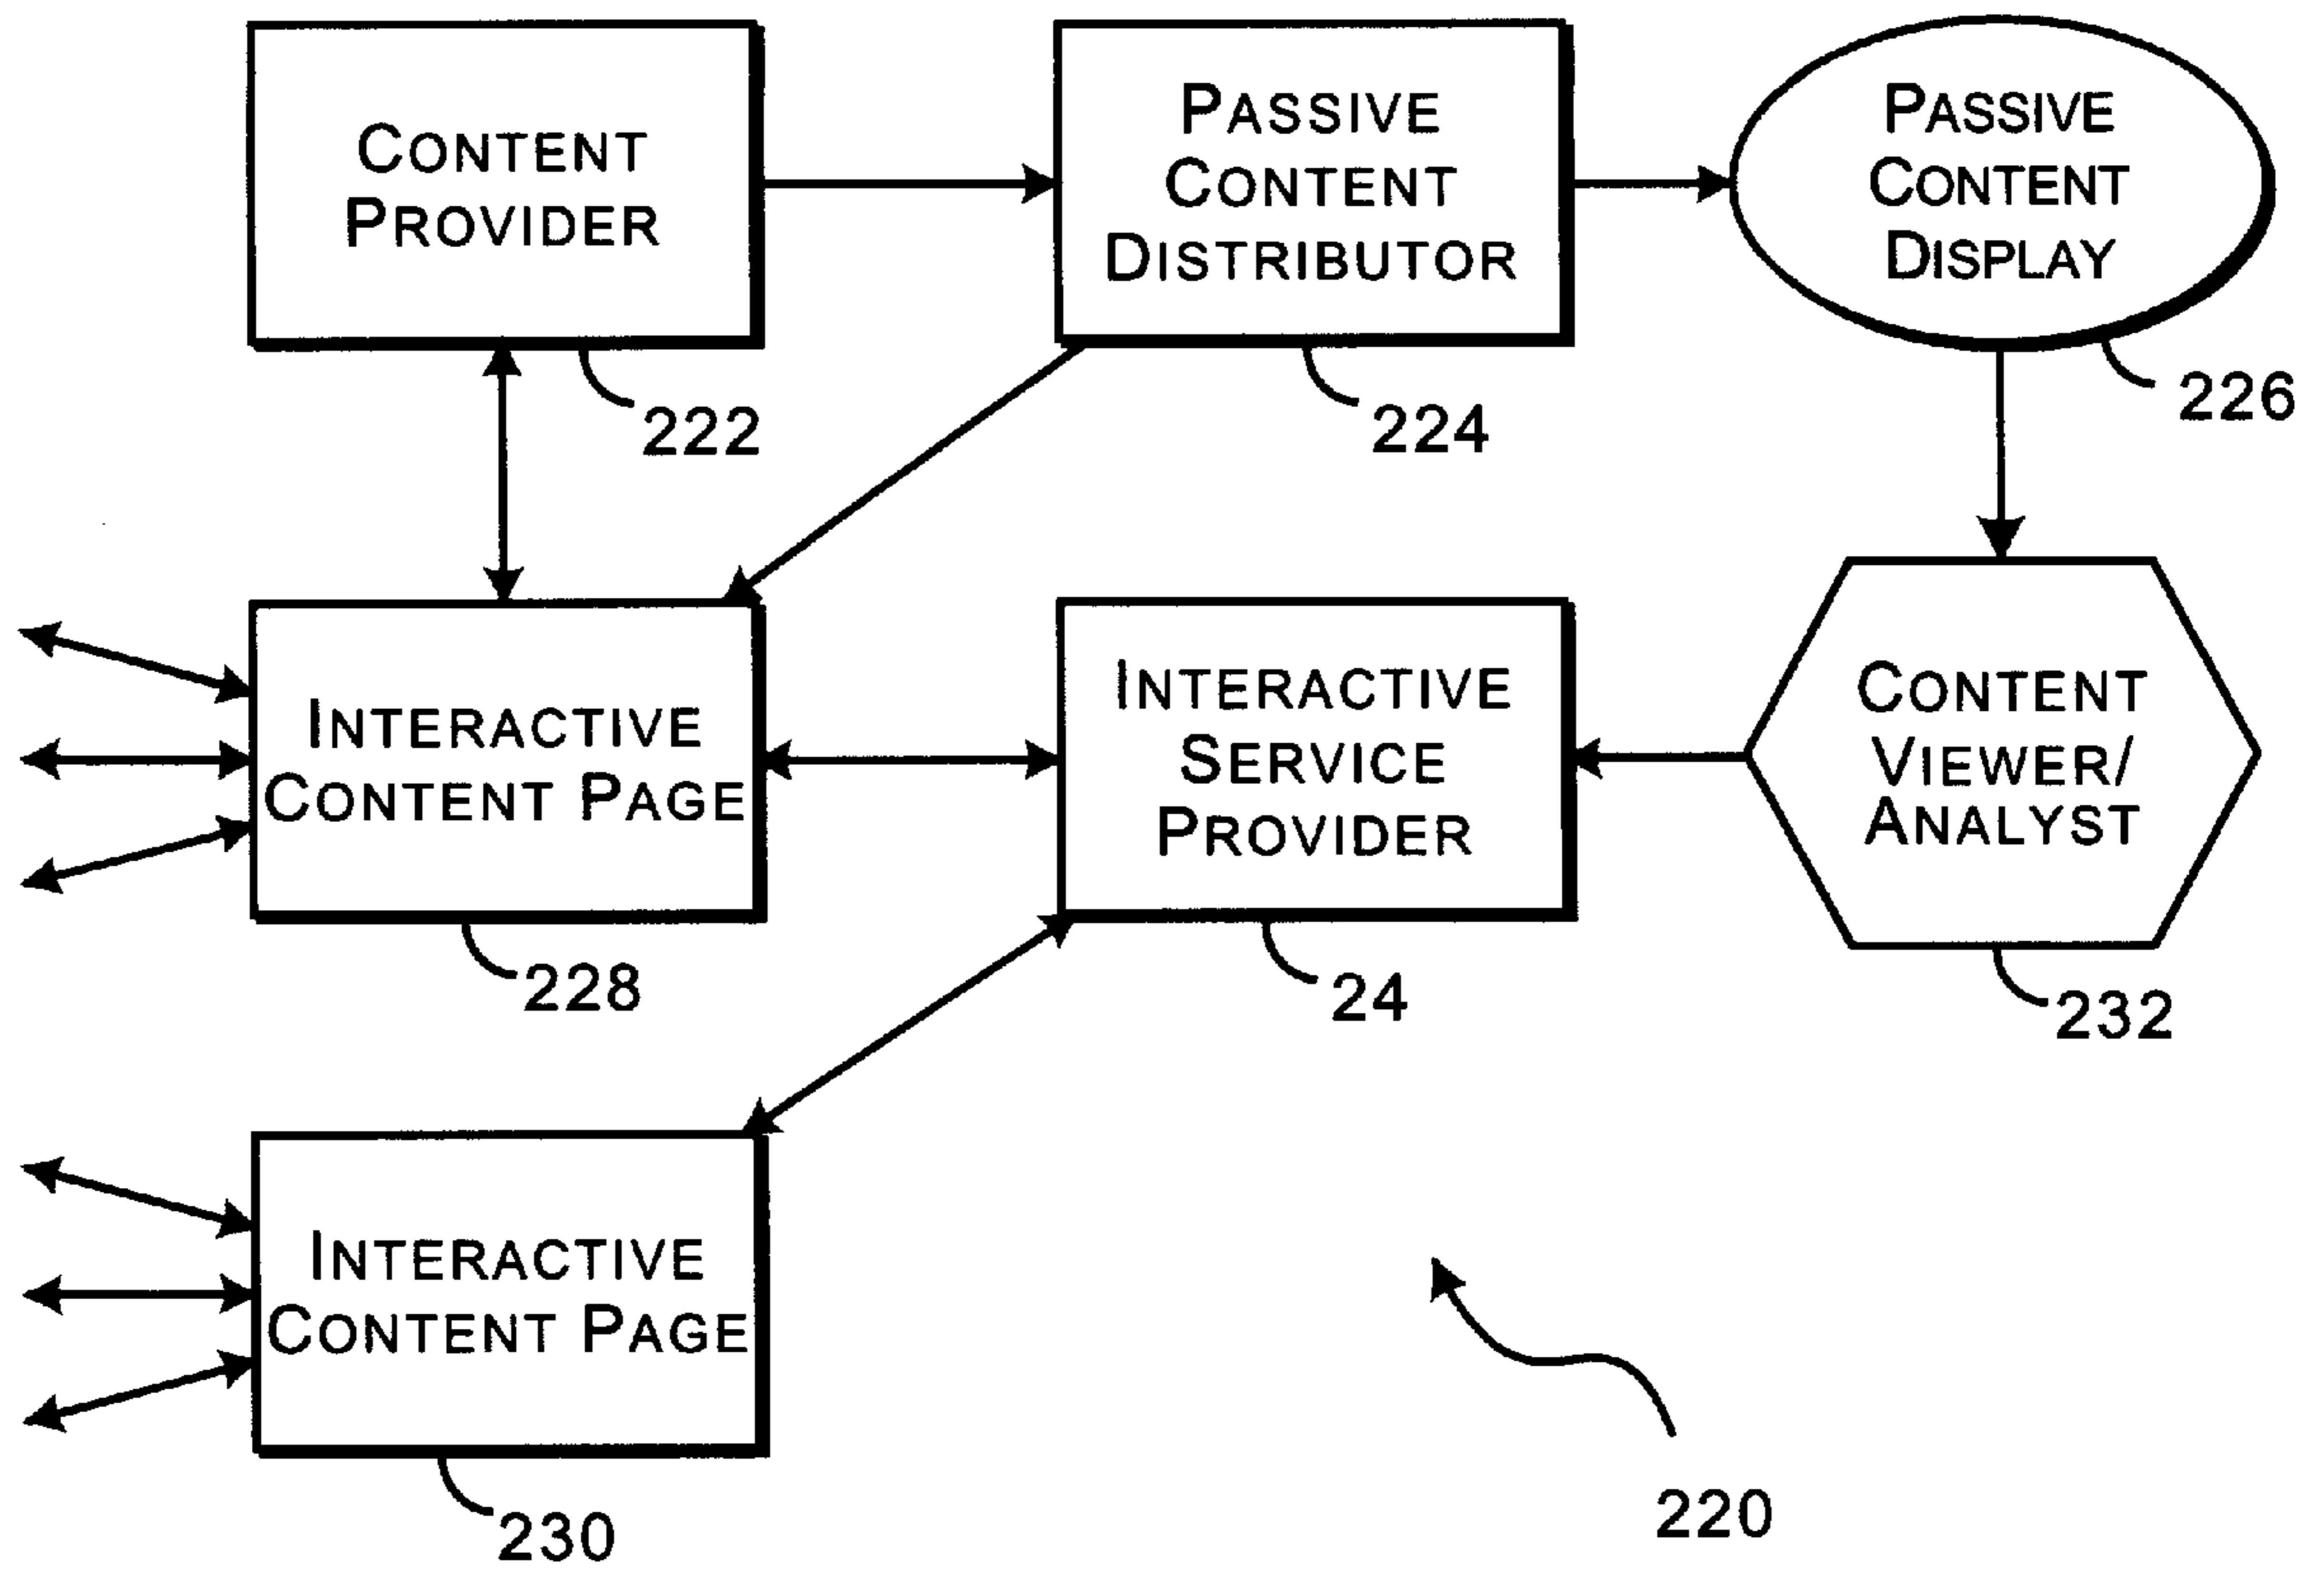 CONTENT
PROVIDER
222
PASSIVE
CONTENT
DISTRIBUTOR
224
PASSIVE
CONTENT
DISPLAY
226
INTERACTIVE
CONTENT PAGE
228
INTERACTIVE
SERVICE
PROVIDER
24
CONTENT
VIEWER/
ANALYST
232
INTERACTIVE
CONTENT PAGE
230
220